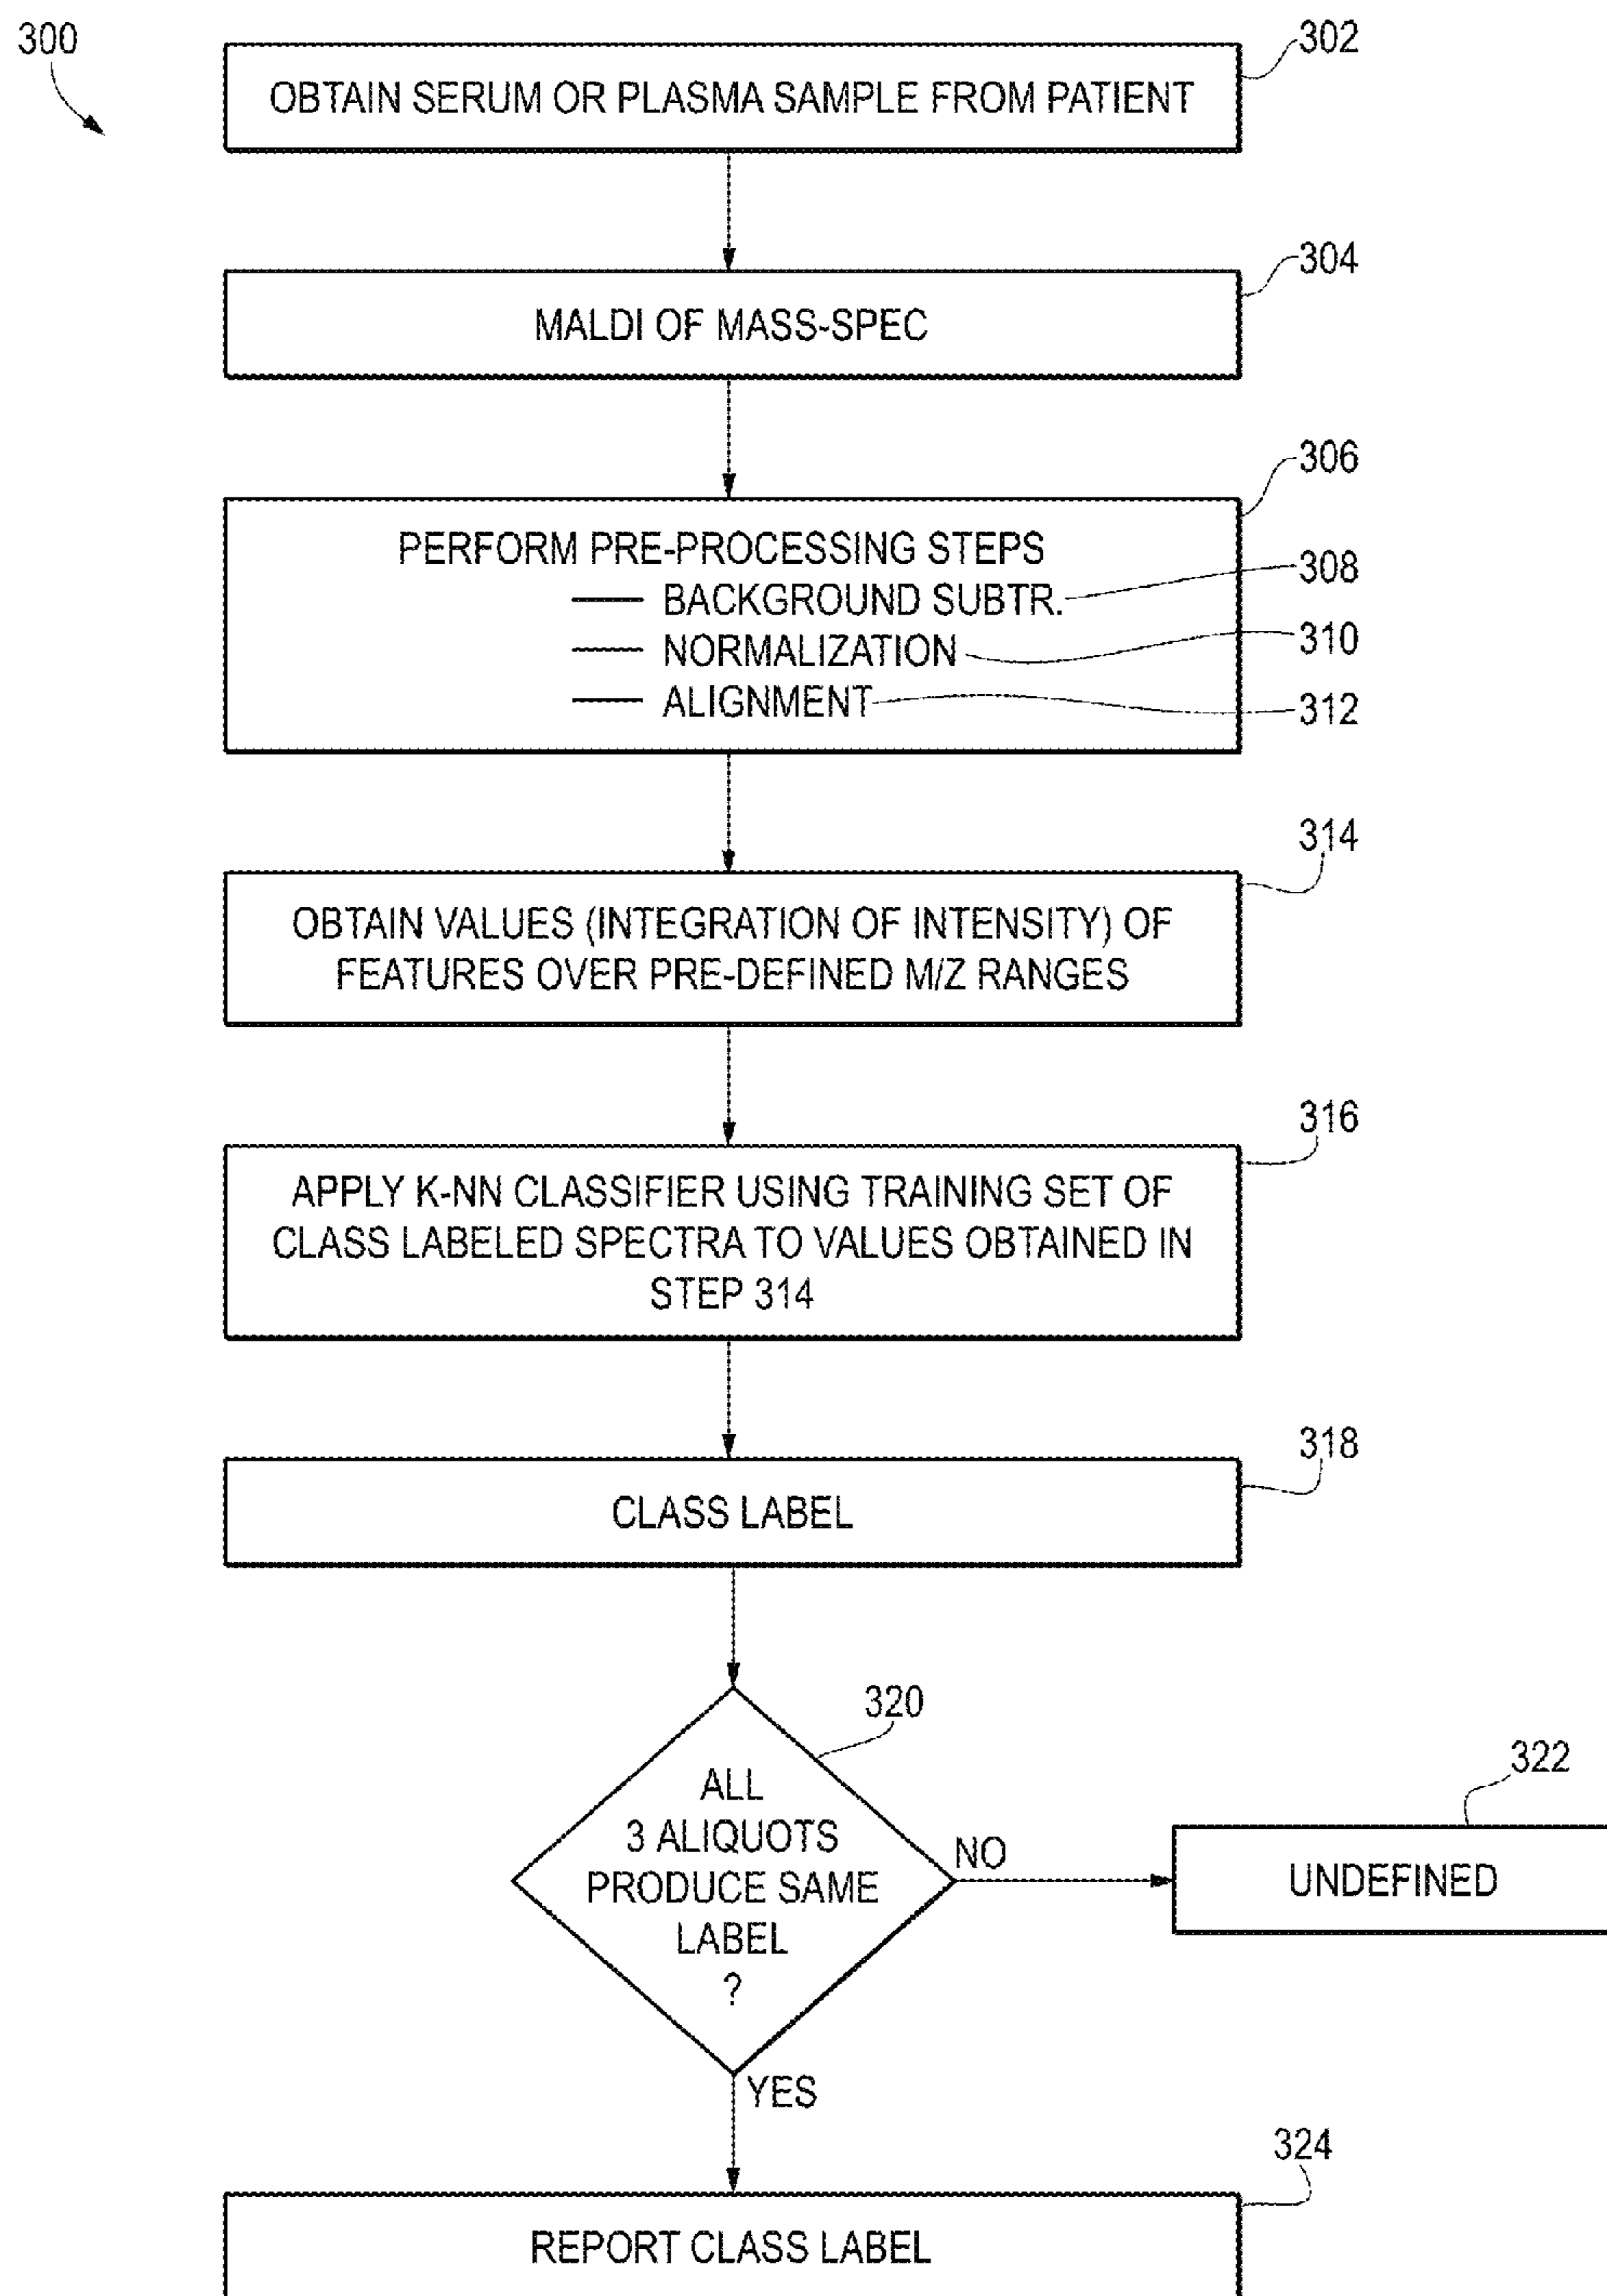 300
302
OBTAIN SERUM OR PLASMA SAMPLE FROM PATIENT
304
MALDI OF MASS-SPEC
306
PERFORM PRE-PROCESSING STEPS
— BACKGROUND SUBTR.
308
— NORMALIZATION
310
— ALIGNMENT
312
314
OBTAIN VALUES (INTEGRATION OF INTENSITY) OF
FEATURES OVER PRE-DEFINED M/Z RANGES
316
APPLY K-NN CLASSIFIER USING TRAINING SET OF
CLASS LABELED SPECTRA TO VALUES OBTAINED IN
STEP 314
318
CLASS LABEL
320
ALL
3 ALIQUOTS
PRODUCE SAME
LABEL
?
NO
322
UNDEFINED
YES
324
REPORT CLASS LABEL